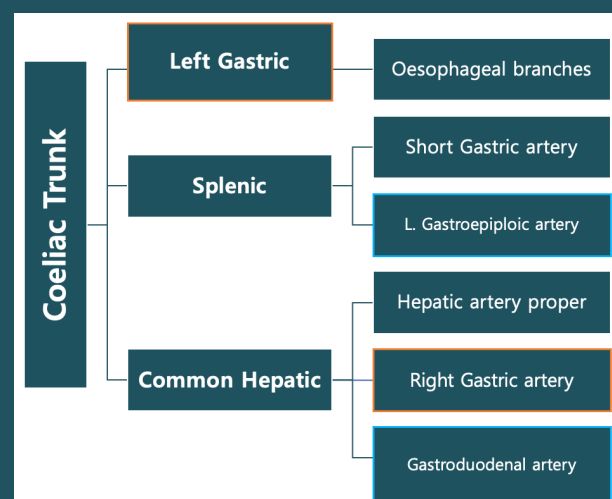 Coeliac Trunk
Left Gastric
Oesophageal branches
Splenic
Short Gastric artery
L. Gastroepiploic artery
Common Hepatic
Hepatic artery proper
Right Gastric artery
Gastroduodenal artery